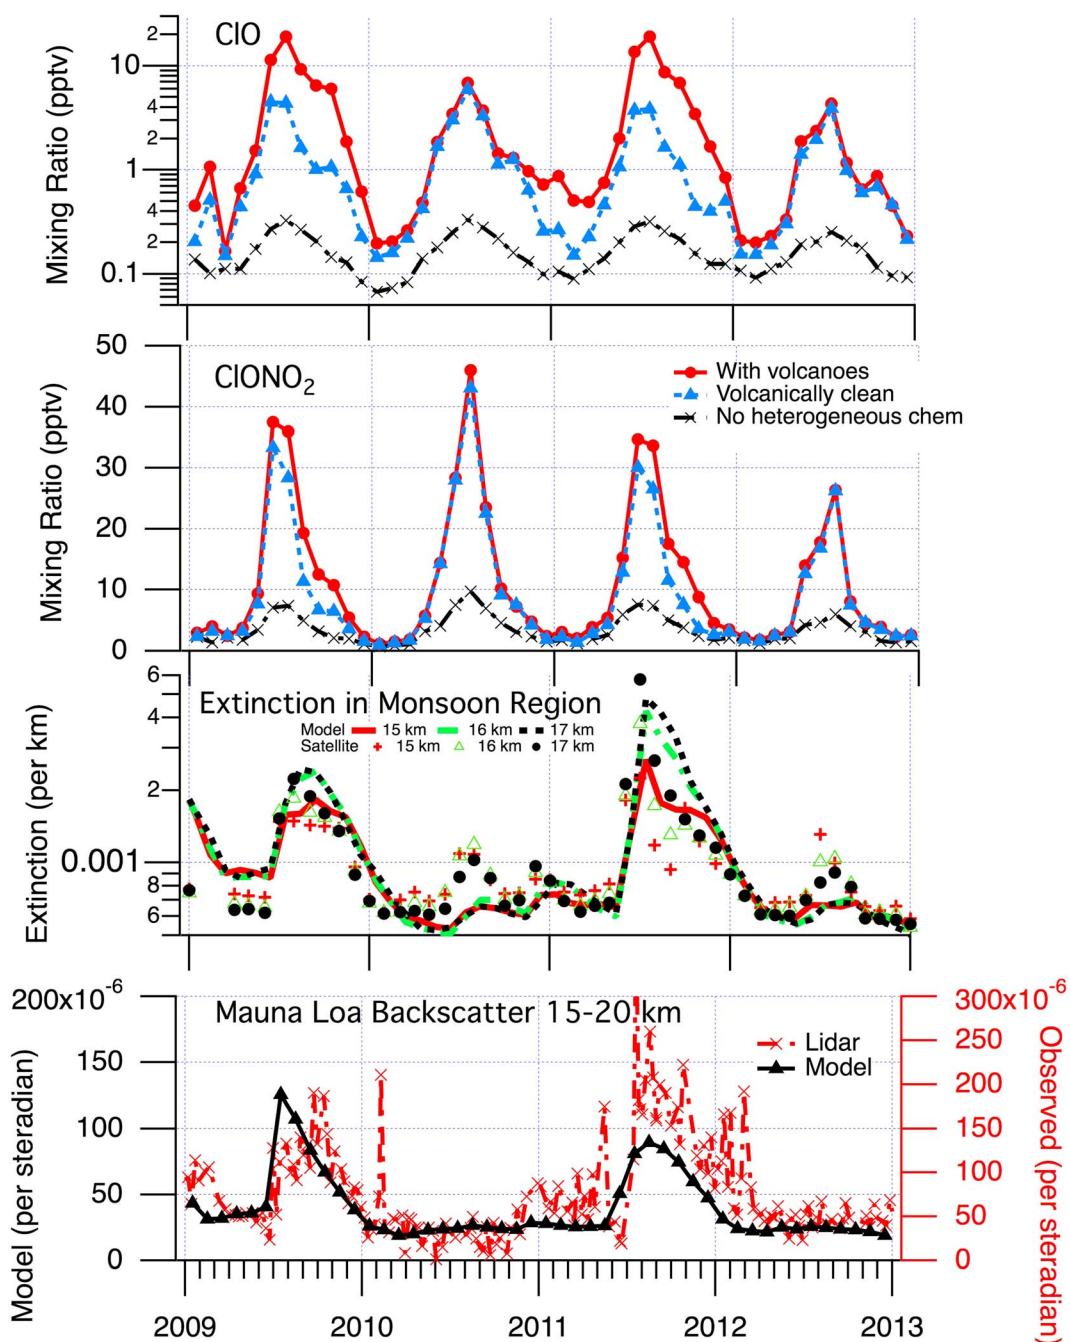 ClO
Mixing Ratio (pptv)
2
10
4
2
1
4
2
0.1
ClONO2
Mixing Ratio (pptv)
50
40
30
20
10
0
With volcanoes
Volcanically clean
No heterogeneous chem
Extinction in Monsoon Region
Model 15 km 16 km 17 km
Satellite 15 km 16 km 17 km
Extinction (per km)
6
4
2
0.001
8
6
Mauna Loa Backscatter 15-20 km
Lidar
Model
Model (per steradian)
200x10-6
150
100
50
0
300x10-6
250
200
150
100
50
0
Observed (per steradian)
2009 2010 2011 2012 2013